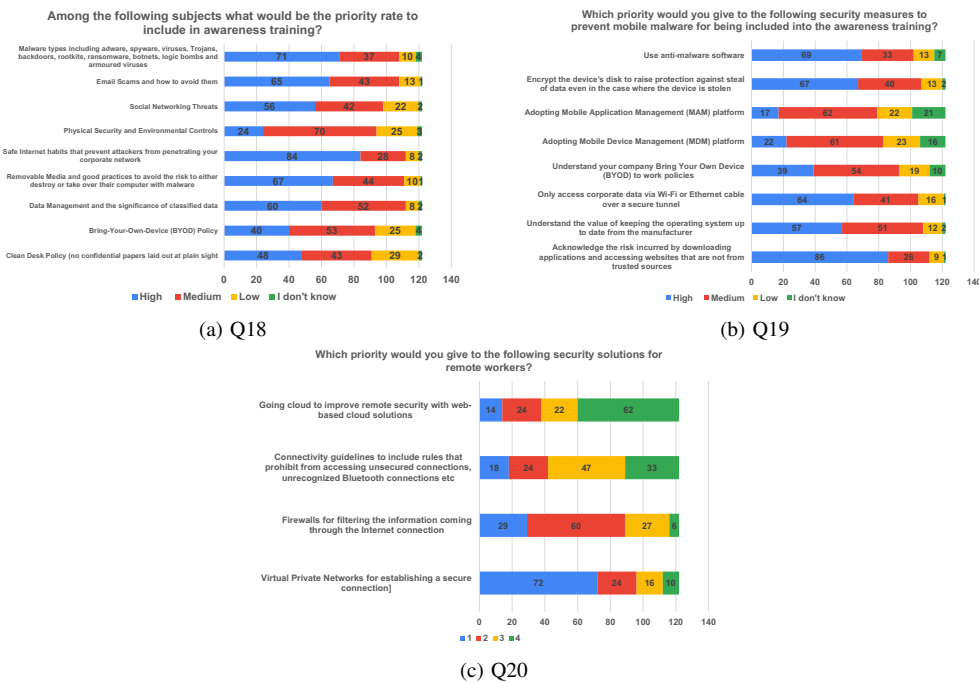 Among the following subjects what would be the priority rate to
include in awareness training?
Malware types including adware, spyware, viruses, Trojans,
backdoors, rootkits, ransomware, botnets, logic bombs and
armoured viruses
71 37 10 4
Email Scams and how to avoid them
65 43 13 1
Social Networking Threats
56 42 22 2
Physical Security and Environmental Controls
24 70 25 3
Safe Internet habits that prevent attackers from penetrating your
corporate network
84 28 8 2
Removable Media and good practices to avoid the risk to either
destroy or take over their computer with malware
67 44 10 1
Data Management and the significance of classified data
60 52 8 2
Bring-Your-Own-Device (BYOD) Policy
40 53 25 4
Clean Desk Policy (no confidential papers laid out at plain sight
48 43 29 2
0 20 40 60 80 100 120 140
High Medium Low I don't know
(a) Q18
Which priority would you give to the following security measures to
prevent mobile malware for being included into the awareness training?
Use anti-malware software
69 33 13 7
Encrypt the device's disk to raise protection against steal
of data even in the case where the device is stolen
67 40 13 2
Adopting Mobile Application Management (MAM) platform
17 62 22 21
Adopting Mobile Device Management (MDM) platform
22 61 23 16
Understand your company Bring Your Own Device
(BYOD) to work policies
39 54 19 10
Only access corporate data via Wi-Fi or Ethernet cable
over a secure tunnel
64 41 16 1
Understand the value of keeping the operating system up
to date from the manufacturer
57 51 12 2
Acknowledge the risk incurred by downloading
applications and accessing websites that are not from
trusted sources
86 26 9 1
0 20 40 60 80 100 120 140
High Medium Low I don't know
(b) Q19
Which priority would you give to the following security solutions for
remote workers?
Going cloud to improve remote security with web-
based cloud solutions
14 24 22 62
Connectivity guidelines to include rules that
prohibit from accessing unsecured connections,
unrecognized Bluetooth connections etc
18 24 47 33
Firewalls for filtering the information coming
through the Internet connection
29 60 27 6
Virtual Private Networks for establishing a secure
connection]
72 24 16 10
0 20 40 60 80 100 120 140
1 2 3 4
(c) Q20